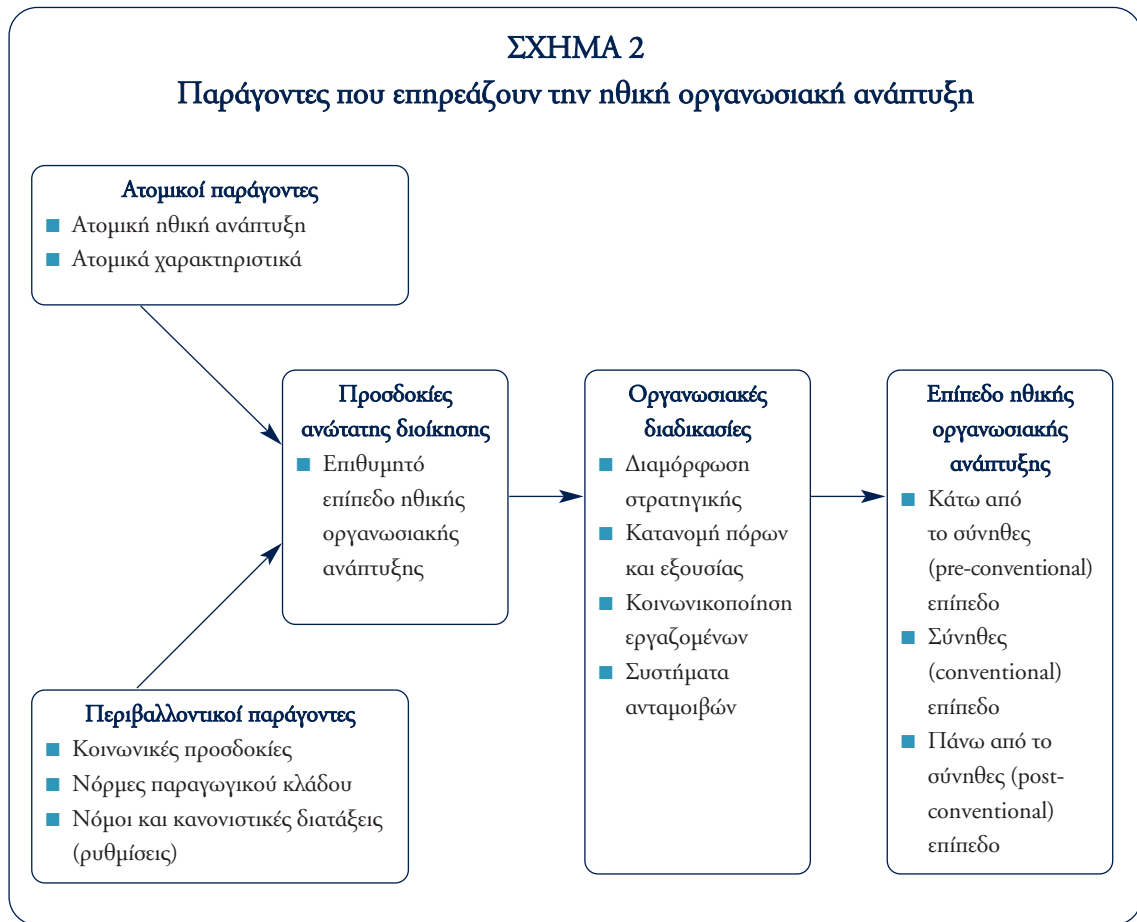 ΣΧΗΜΑ 2
Παράγοντες που επηρεάζουν την ηθική οργανωσιακή ανάπτυξη
Ατομικοί παράγοντες
Ατομική ηθική ανάπτυξη
Ατομικά χαρακτηριστικά
Προσδοκίες
ανώτατης διοίκησης
Επιθυμητό
επίπεδο ηθικής
οργανωσιακής
ανάπτυξης
Οργανωσιακές
διαδικασίες
Διαμόρφωση
στρατηγικής
Κατανομή πόρων
και εξουσίας
Κοινωνικοποίηση
εργαζομένων
Συστήματα
ανταμοιβών
Επίπεδο ηθικής
οργανωσιακής
ανάπτυξης
Κάτω από
το σύνηθες
(pre-conventional)
επίπεδο
Σύνηθες
(conventional)
επίπεδο
Πάνω από το
σύνηθες (post-
conventional)
επίπεδο
Περιβαλλοντικοί παράγοντες
Κοινωνικές προσδοκίες
Νόρμες παραγωγικού κλάδου
Νόμοι και κανονιστικές διατάξεις
(ρυθμίσεις)